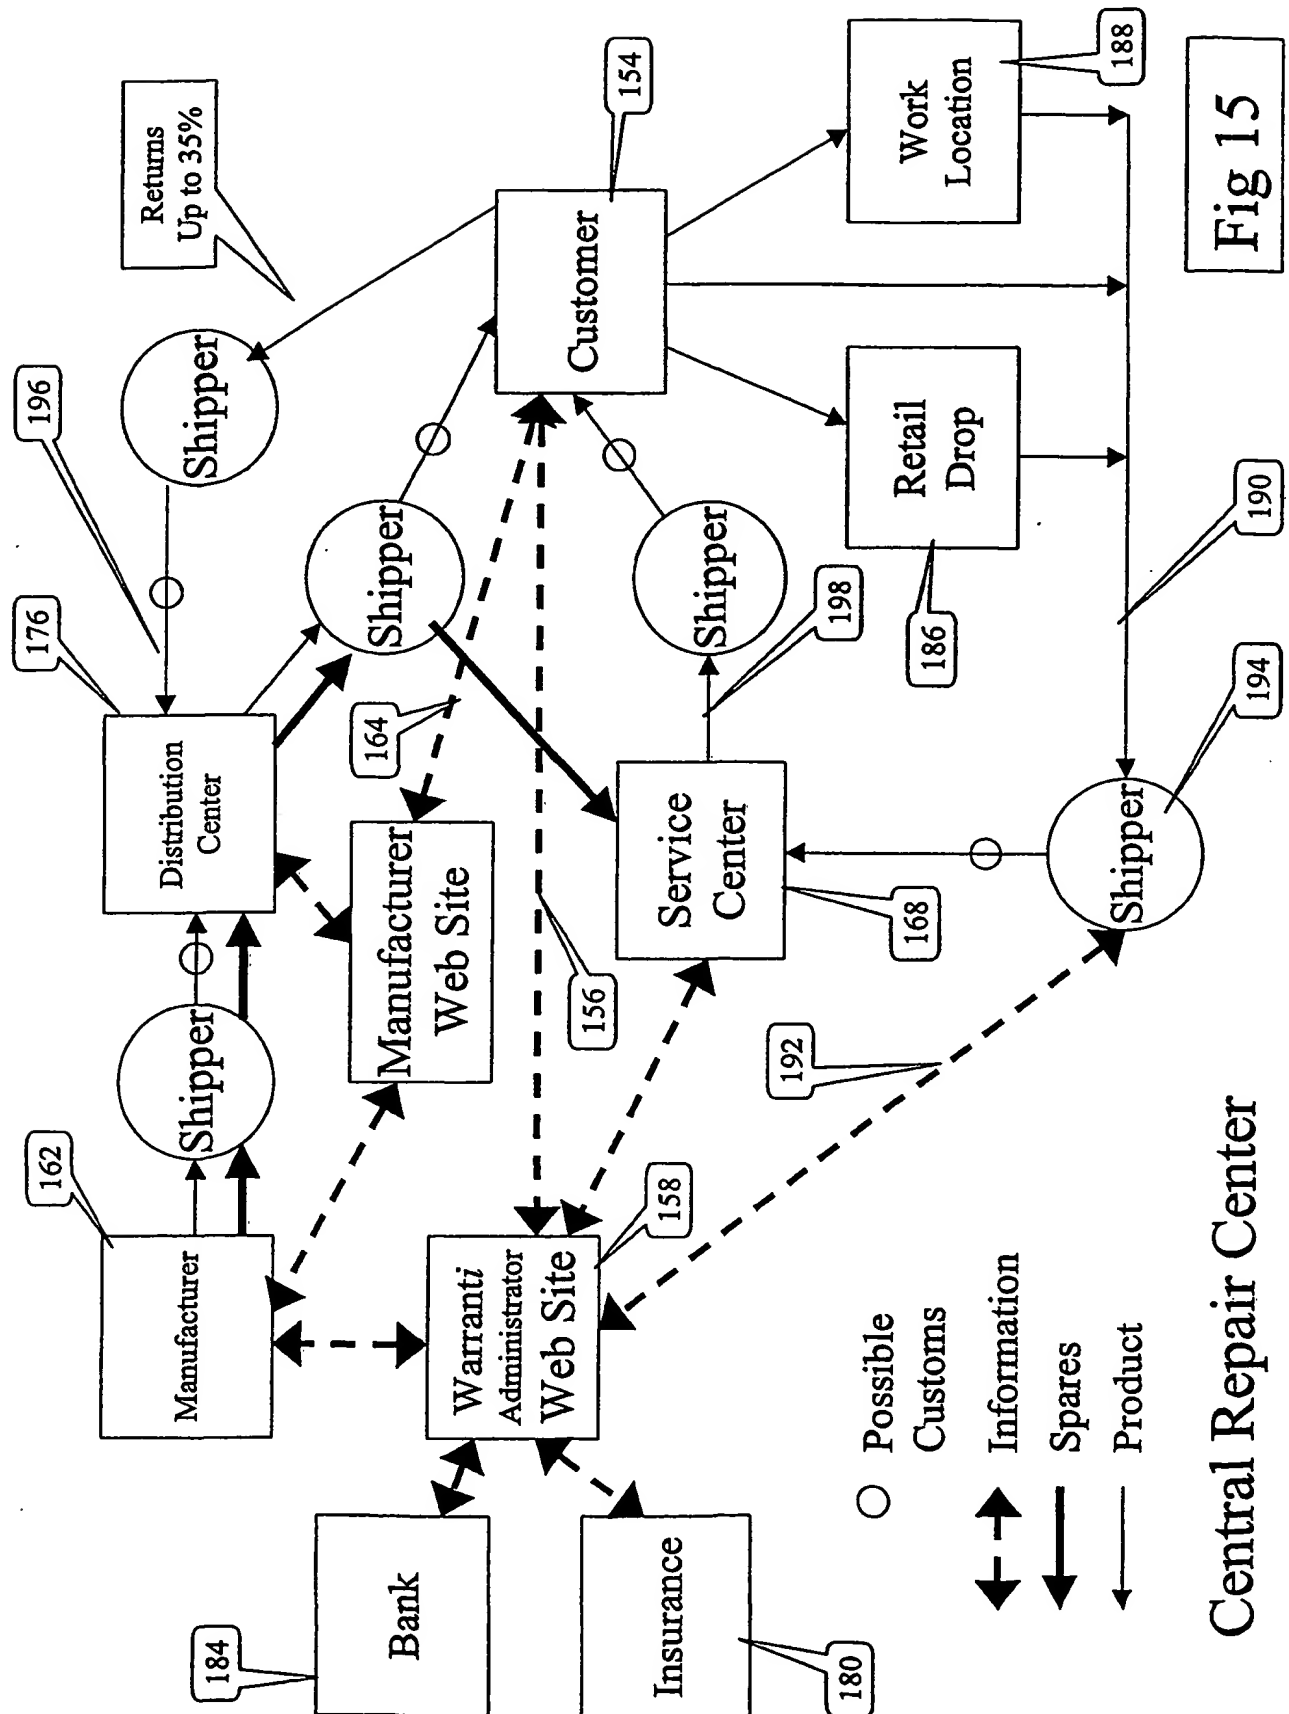 184
Bank
Insurance
180
162
Manufacturer
Shipper
176
Distribution
Center
196
Shipper
Returns
Up to 35%
Manufacturer
Web Site
164
Shipper
Warranti
Administrator
Web Site
158
156
Customer
154
Service
Center
168
198
Shipper
192
186
Retail
Drop
Work
Location
188
190
194
Shipper
Possible
Customs
Information
Spares
Product
Central Repair Center
Fig 15